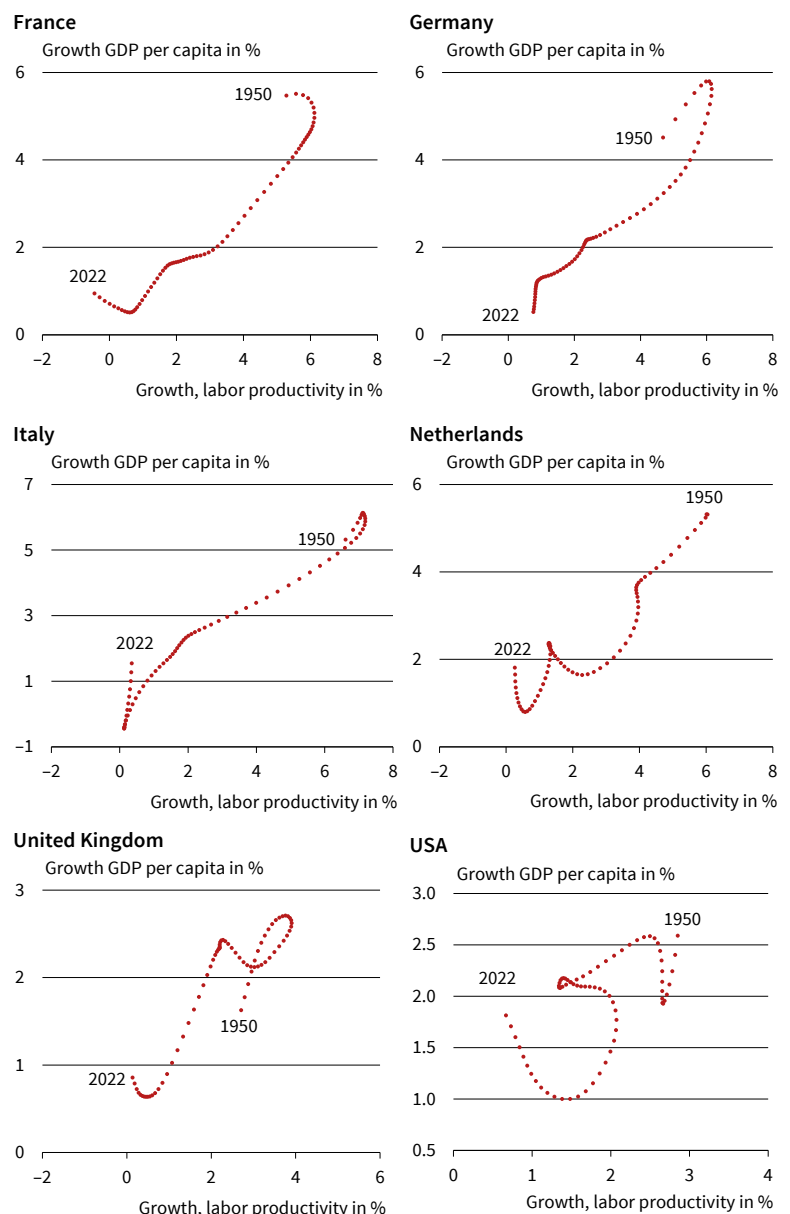 France
Growth GDP per capita in %
6
1950
4
2
2022
0
−2 0 2 4 6 8
Growth, labor productivity in %
Germany
Growth GDP per capita in %
6
1950
4
2
2022
0
−2 0 2 4 6 8
Growth, labor productivity in %
Italy
Growth GDP per capita in %
7
1950
5
3
2022
1
−1
−2 0 2 4 6 8
Growth, labor productivity in %
Netherlands
Growth GDP per capita in %
6
1950
4
2022
2
0
−2 0 2 4 6 8
Growth, labor productivity in %
United Kingdom
Growth GDP per capita in %
3
2
1950
1
2022
0
−2 0 2 4 6
Growth, labor productivity in %
USA
Growth GDP per capita in %
3.0
1950
2.5
2022
2.0
1.5
1.0
0.5
0 1 2 3 4
Growth, labor productivity in %